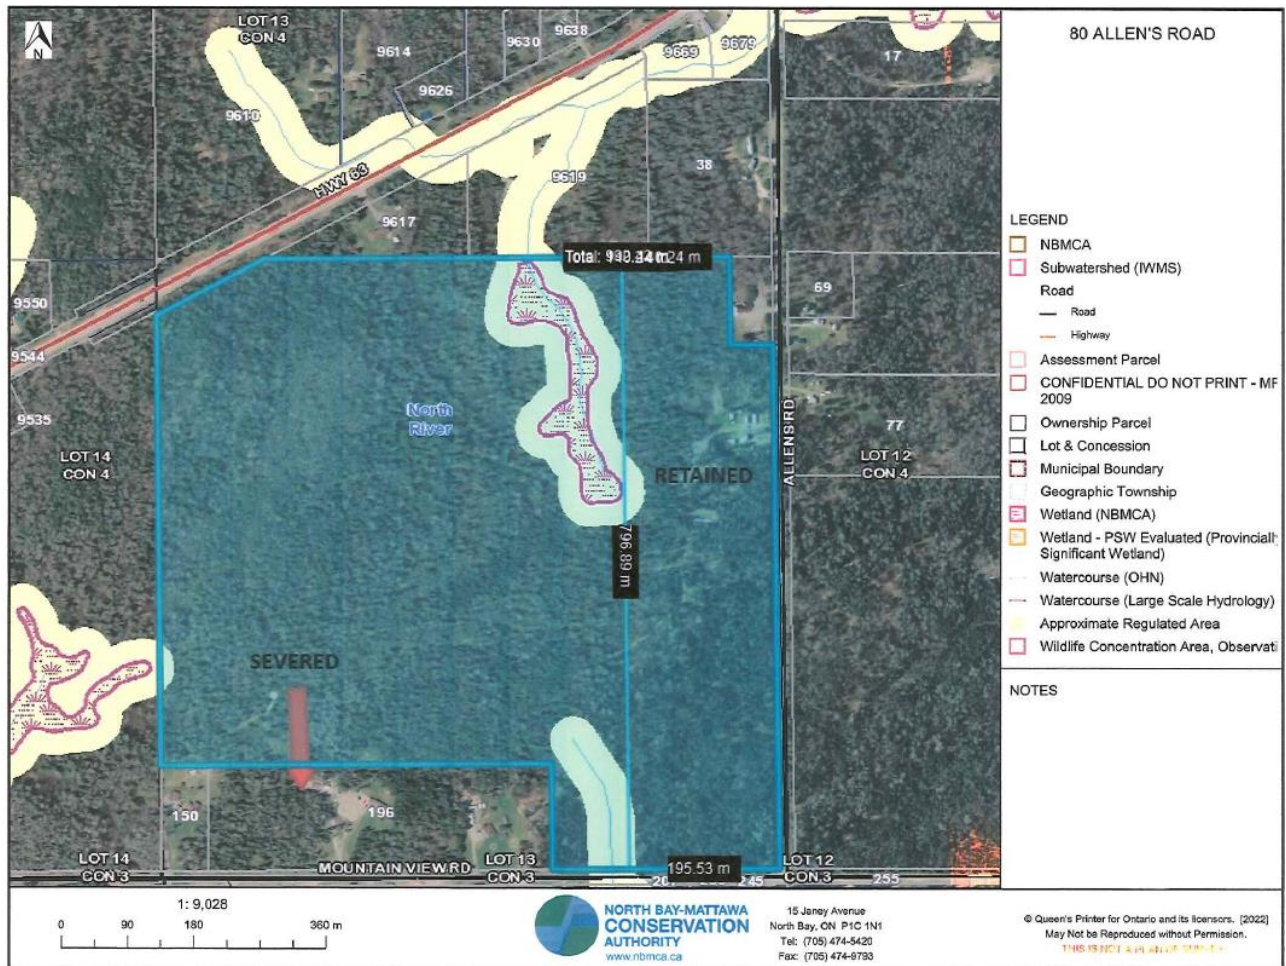 80 ALLEN'S ROAD
N
LOT 13
CON 4
9614
9630
9638
9669
9679
17
9626
9610
HWY 63
9619
38
9617
Total:
69
9550
9544
9535
North
River
77
LOT 14
CON 4
RETAINED
ALLENS RD
LOT 12
CON 4
796.89 m
SEVERED
150
196
LOT 14
CON 3
MOUNTAIN VIEW RD
LOT 13
CON 3
195.53 m
245
LOT 12
CON 3
255
LEGEND
NBMCA
Subwatershed (IWMS)
Road
Road
Highway
Assessment Parcel
CONFIDENTIAL DO NOT PRINT - MF
2009
Ownership Parcel
Lot & Concession
Municipal Boundary
Geographic Township
Wetland (NBMCA)
Wetland - PSW Evaluated (Provincially
Significant Wetland)
Watercourse (OHN)
Watercourse (Large Scale Hydrology)
Approximate Regulated Area
Wildlife Concentration Area, Observati
NOTES
1: 9,028
0 90 180 360 m
NORTH BAY-MATTAWA
CONSERVATION
AUTHORITY
www.nbmca.ca
15 Janey Avenue
North Bay, ON P1C 1N1
Tel: (705) 474-5420
Fax: (705) 474-9793
© Queen's Printer for Ontario and its licensors. [2022]
May Not be Reproduced without Permission.
THIS IS NOT A PLAN OF SURVEY